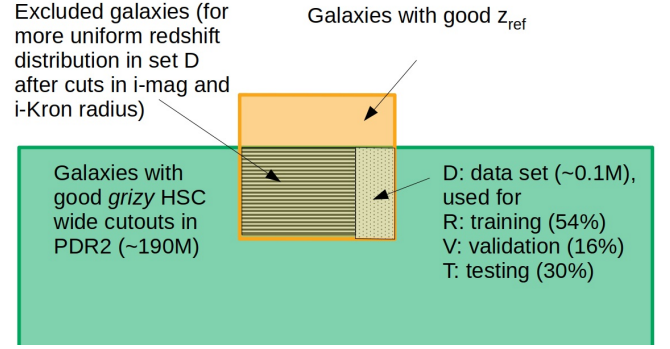 Excluded galaxies (for
more uniform redshift
distribution in set D
after cuts in i-mag and
i-Kron radius)
Galaxies with good z_ref
Galaxies with
good grizy HSC
wide cutouts in
PDR2 (~190M)
D: data set (~0.1M),
used for
R: training (54%)
V: validation (16%)
T: testing (30%)